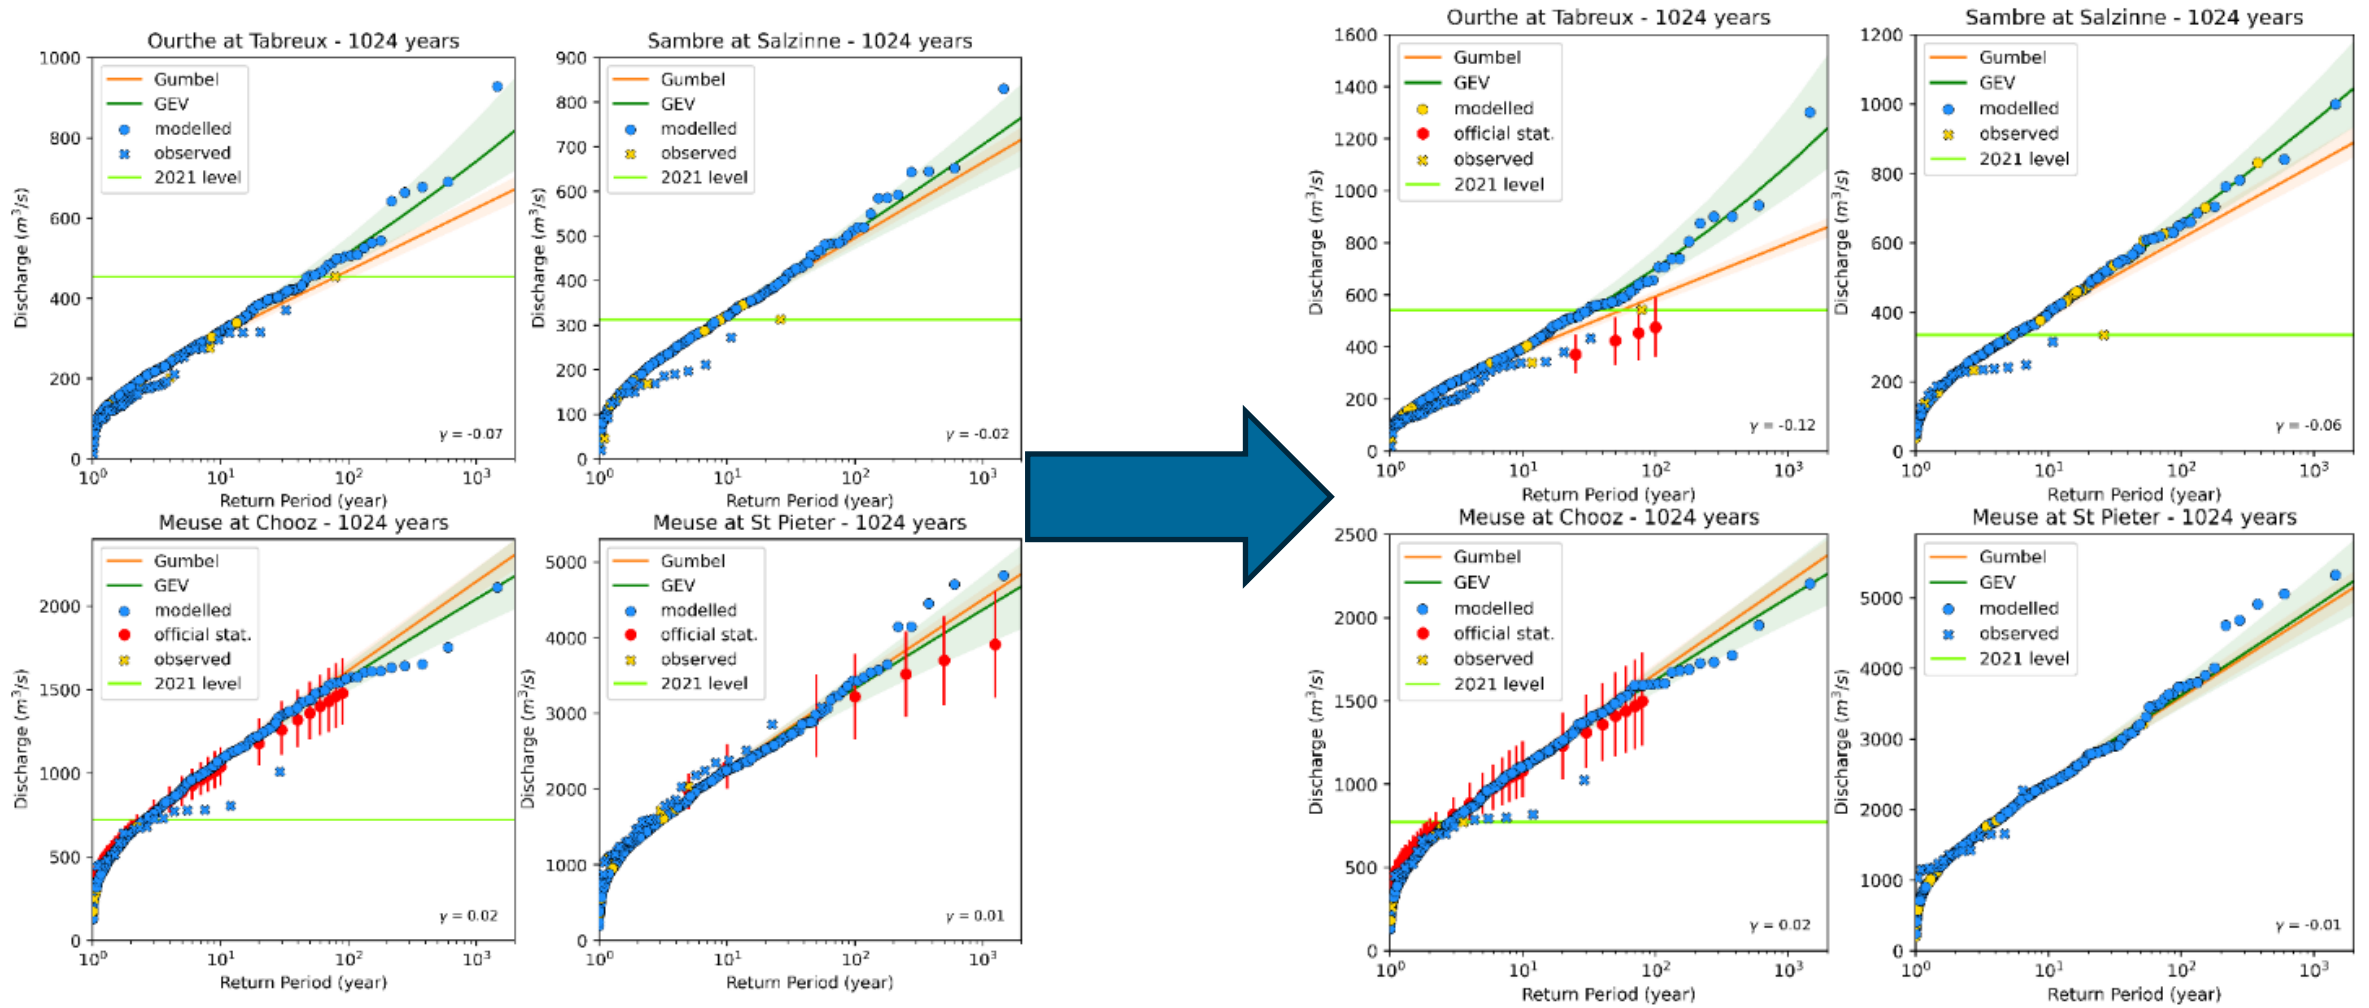 Ourthe at Tabreux - 1024 years
1000
800
600
400
200
0
Discharge (m³/s)
Gumbel
GEV
modelled
observed
2021 level
γ = -0.07
10⁰ 10¹ 10² 10³
Return Period (year)
Sambre at Salzinne - 1024 years
900
800
700
600
500
400
300
200
100
0
Discharge (m³/s)
Gumbel
GEV
modelled
observed
2021 level
γ = -0.02
10⁰ 10¹ 10² 10³
Return Period (year)
Meuse at Chooz - 1024 years
2000
1500
1000
500
0
Discharge (m³/s)
Gumbel
GEV
modelled
official stat.
observed
2021 level
γ = 0.02
10⁰ 10¹ 10² 10³
Return Period (year)
Meuse at St Pieter - 1024 years
5000
4000
3000
2000
1000
0
Discharge (m³/s)
Gumbel
GEV
modelled
official stat.
observed
2021 level
γ = 0.01
10⁰ 10¹ 10² 10³
Return Period (year)
Ourthe at Tabreux - 1024 years
1600
1400
1200
1000
800
600
400
200
0
Discharge (m³/s)
Gumbel
GEV
modelled
official stat.
observed
2021 level
γ = -0.12
10⁰ 10¹ 10² 10³
Return Period (year)
Sambre at Salzinne - 1024 years
1200
1000
800
600
400
200
0
Discharge (m³/s)
Gumbel
GEV
modelled
observed
2021 level
γ = -0.06
10⁰ 10¹ 10² 10³
Return Period (year)
Meuse at Chooz - 1024 years
2500
2000
1500
1000
500
0
Discharge (m³/s)
Gumbel
GEV
modelled
official stat.
observed
2021 level
γ = 0.02
10⁰ 10¹ 10² 10³
Return Period (year)
Meuse at St Pieter - 1024 years
5000
4000
3000
2000
1000
0
Discharge (m³/s)
Gumbel
GEV
modelled
observed
2021 level
γ = -0.01
10⁰ 10¹ 10² 10³
Return Period (year)